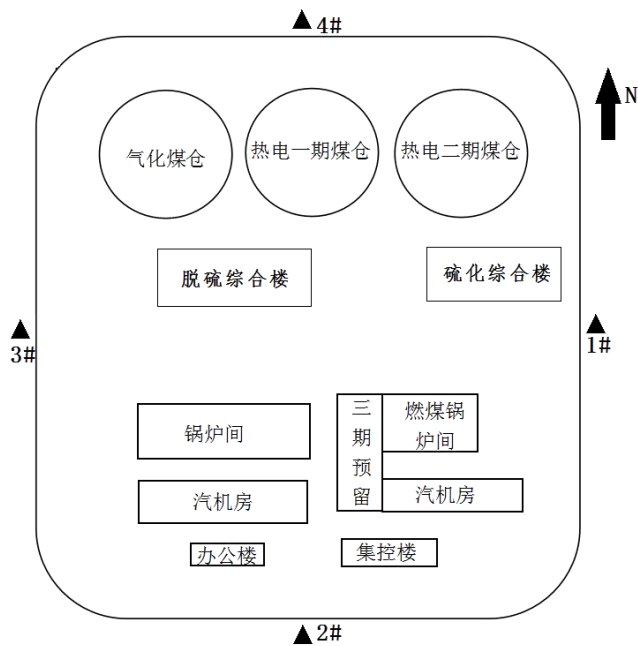 4#
N
气化煤仓
热电一期煤仓
热电二期煤仓
脱硫综合楼
硫化综合楼
3#
1#
锅炉间
三期预留
燃煤锅
炉间
汽机房
汽机房
办公楼
集控楼
2#